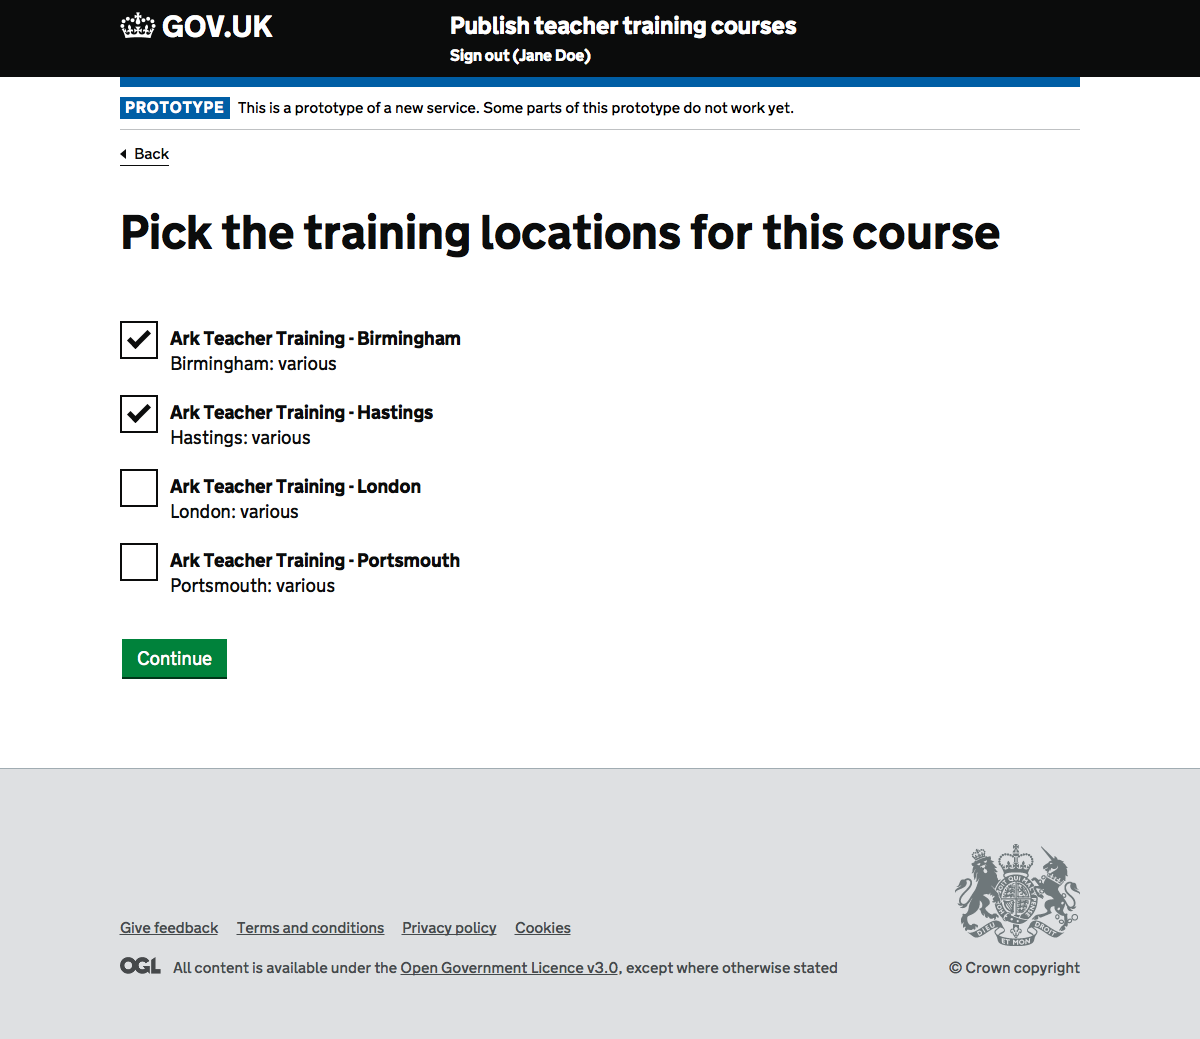 GOV.UK
Publish teacher training courses
Sign out (Jane Doe)
PROTOTYPE This is a prototype of a new service. Some parts of this prototype do not work yet.
Back
Pick the training locations for this course
Ark Teacher Training - Birmingham
Birmingham: various
Ark Teacher Training - Hastings
Hastings: various
Ark Teacher Training - London
London: various
Ark Teacher Training - Portsmouth
Portsmouth: various
Continue
Give feedback Terms and conditions Privacy policy Cookies
DIEU ET MON DROIT
OGL All content is available under the Open Government Licence v3.0, except where otherwise stated
© Crown copyright